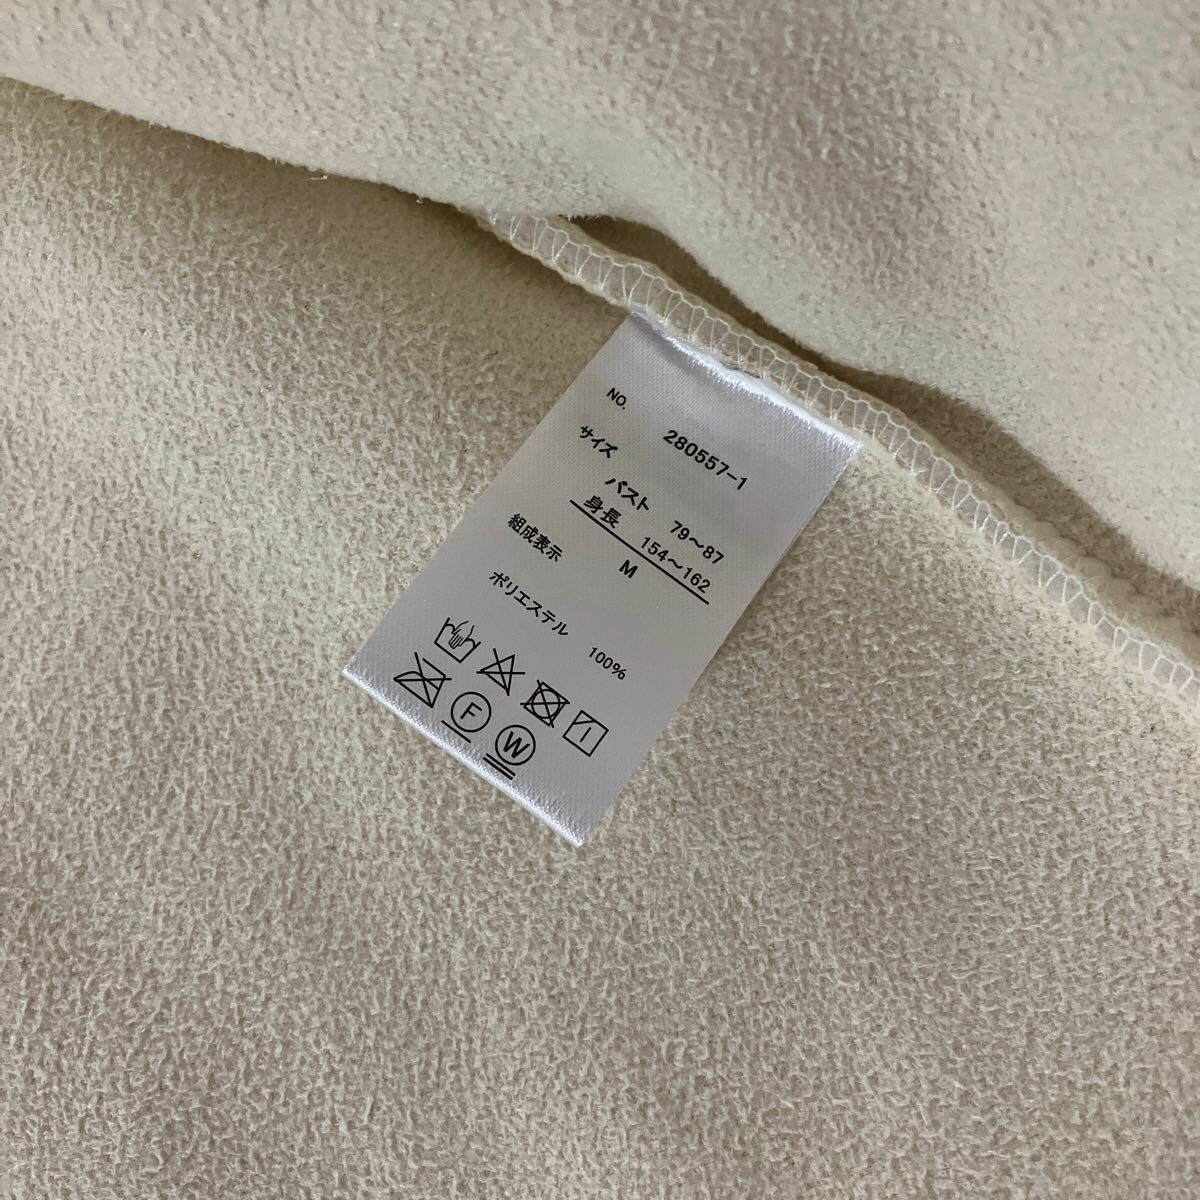 NO. 280557-1
サイズ
バスト 79〜87
身長 154〜162
M
組成表示
ポリエステル 100%
F
W